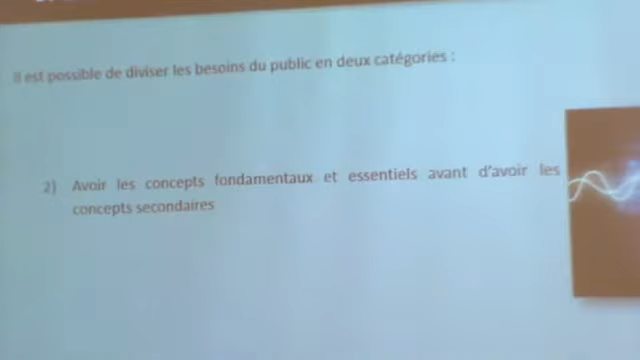 Il est possible de diviser les besoins du public en deux catégories :
2) Avoir les concepts fondamentaux et essentiels avant d'avoir les
concepts secondaires